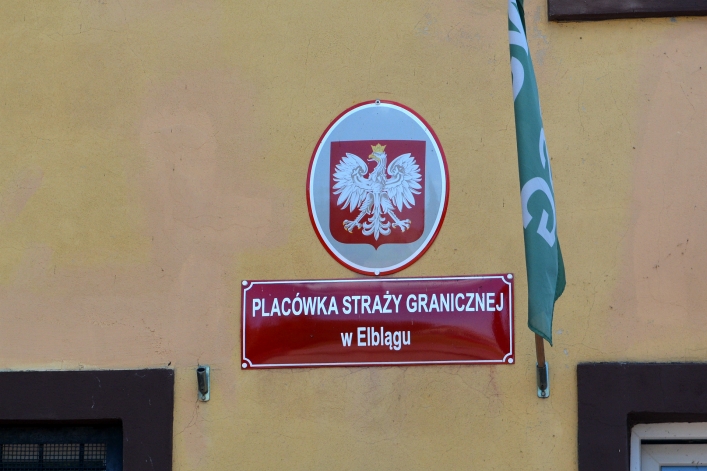 PLACÓWKA STRAŻY GRANICZNEJ
w Elblągu